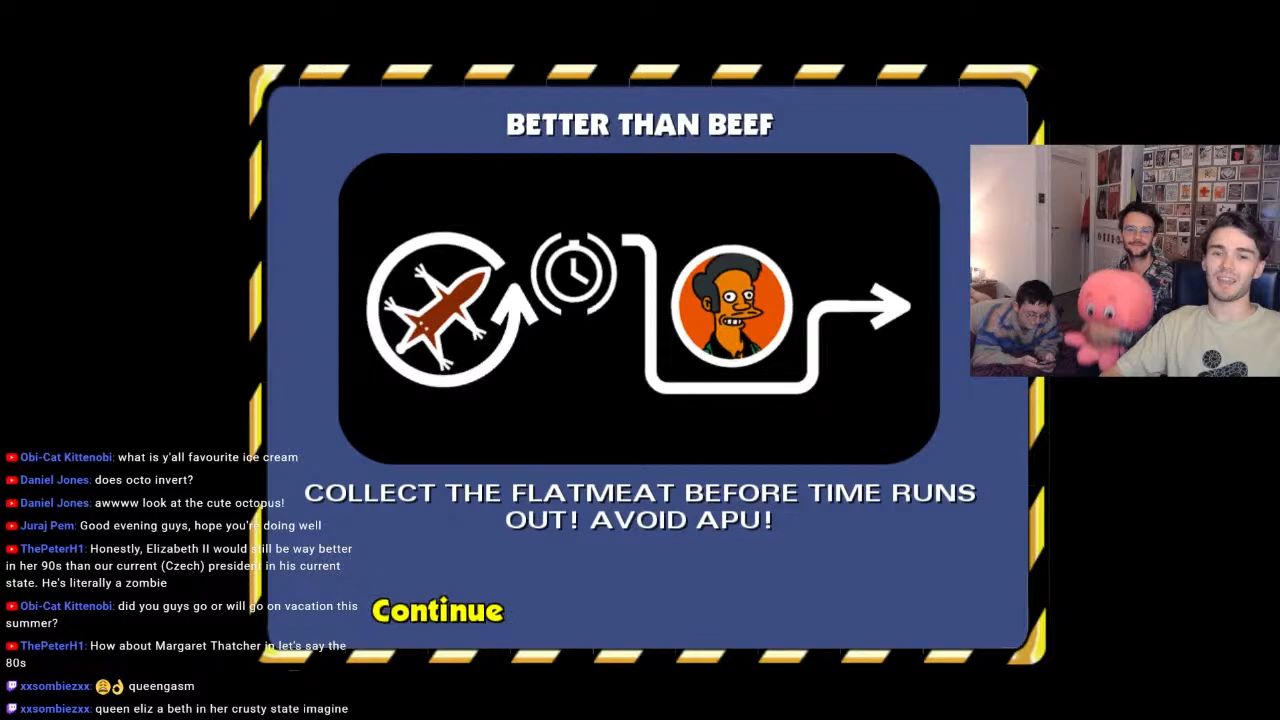 BETTER THAN BEEF
COLLECT THE FLATMEAT BEFORE TIME RUNS
OUT! AVOID APU!
Continue
Obi-Cat Kittenobi: what is y'all favourite ice cream
Daniel Jones: does octo invert?
Daniel Jones: awwww look at the cute octopus!
Juraj Pem: Good evening guys, hope you're doing well
ThePeterH1: Honestly, Elizabeth II would still be way better
in her 90s than our current (Czech) president in his current
state. He's literally a zombie
Obi-Cat Kittenobi: did you guys go or will go on vacation this
summer?
ThePeterH1: How about Margaret Thatcher in let's say the
80s
xxsombiezxx: 😩👌 queengasm
xxsombiezxx: queen eliz a beth in her crusty state imagine